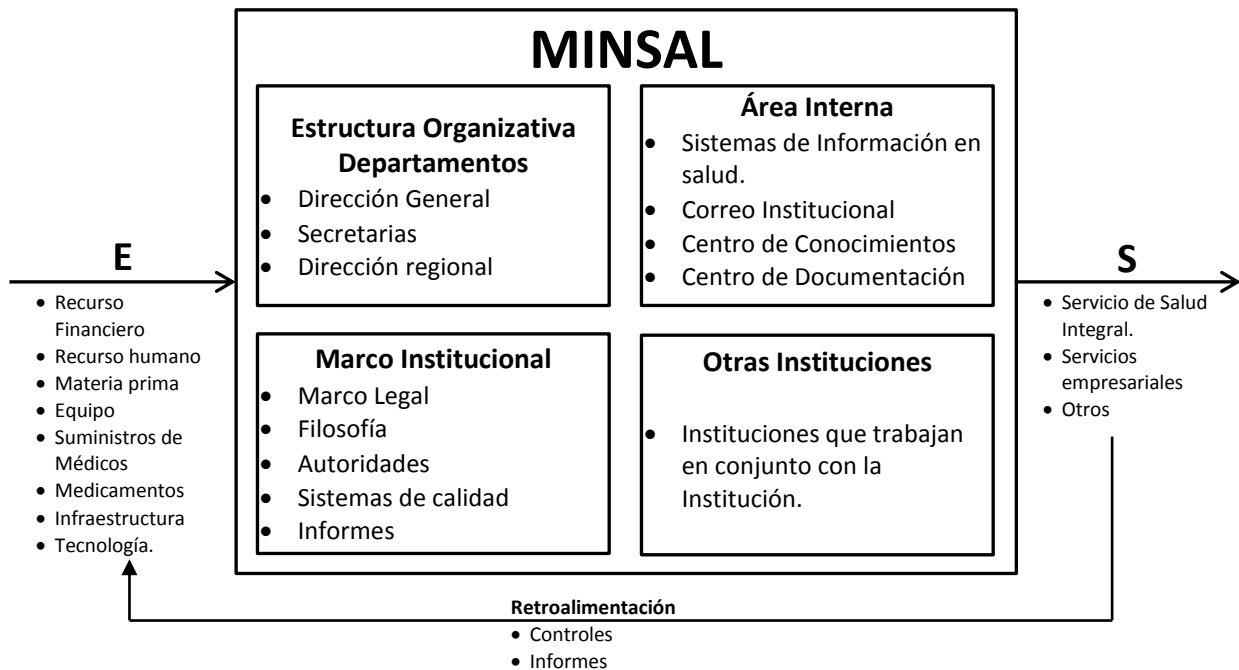 MINSAL
Estructura Organizativa
Departamentos
• Dirección General
• Secretarias
• Dirección regional
Área Interna
• Sistemas de Información en
salud.
• Correo Institucional
• Centro de Conocimientos
• Centro de Documentación
E
• Recurso
Financiero
• Recurso humano
• Materia prima
• Equipo
• Suministros de
Médicos
• Medicamentos
• Infraestructura
• Tecnología.
Marco Institucional
• Marco Legal
• Filosofía
• Autoridades
• Sistemas de calidad
• Informes
Otras Instituciones
• Instituciones que trabajan
en conjunto con la
Institución.
S
• Servicio de Salud
Integral.
• Servicios
empresariales
• Otros
Retroalimentación
• Controles
• Informes